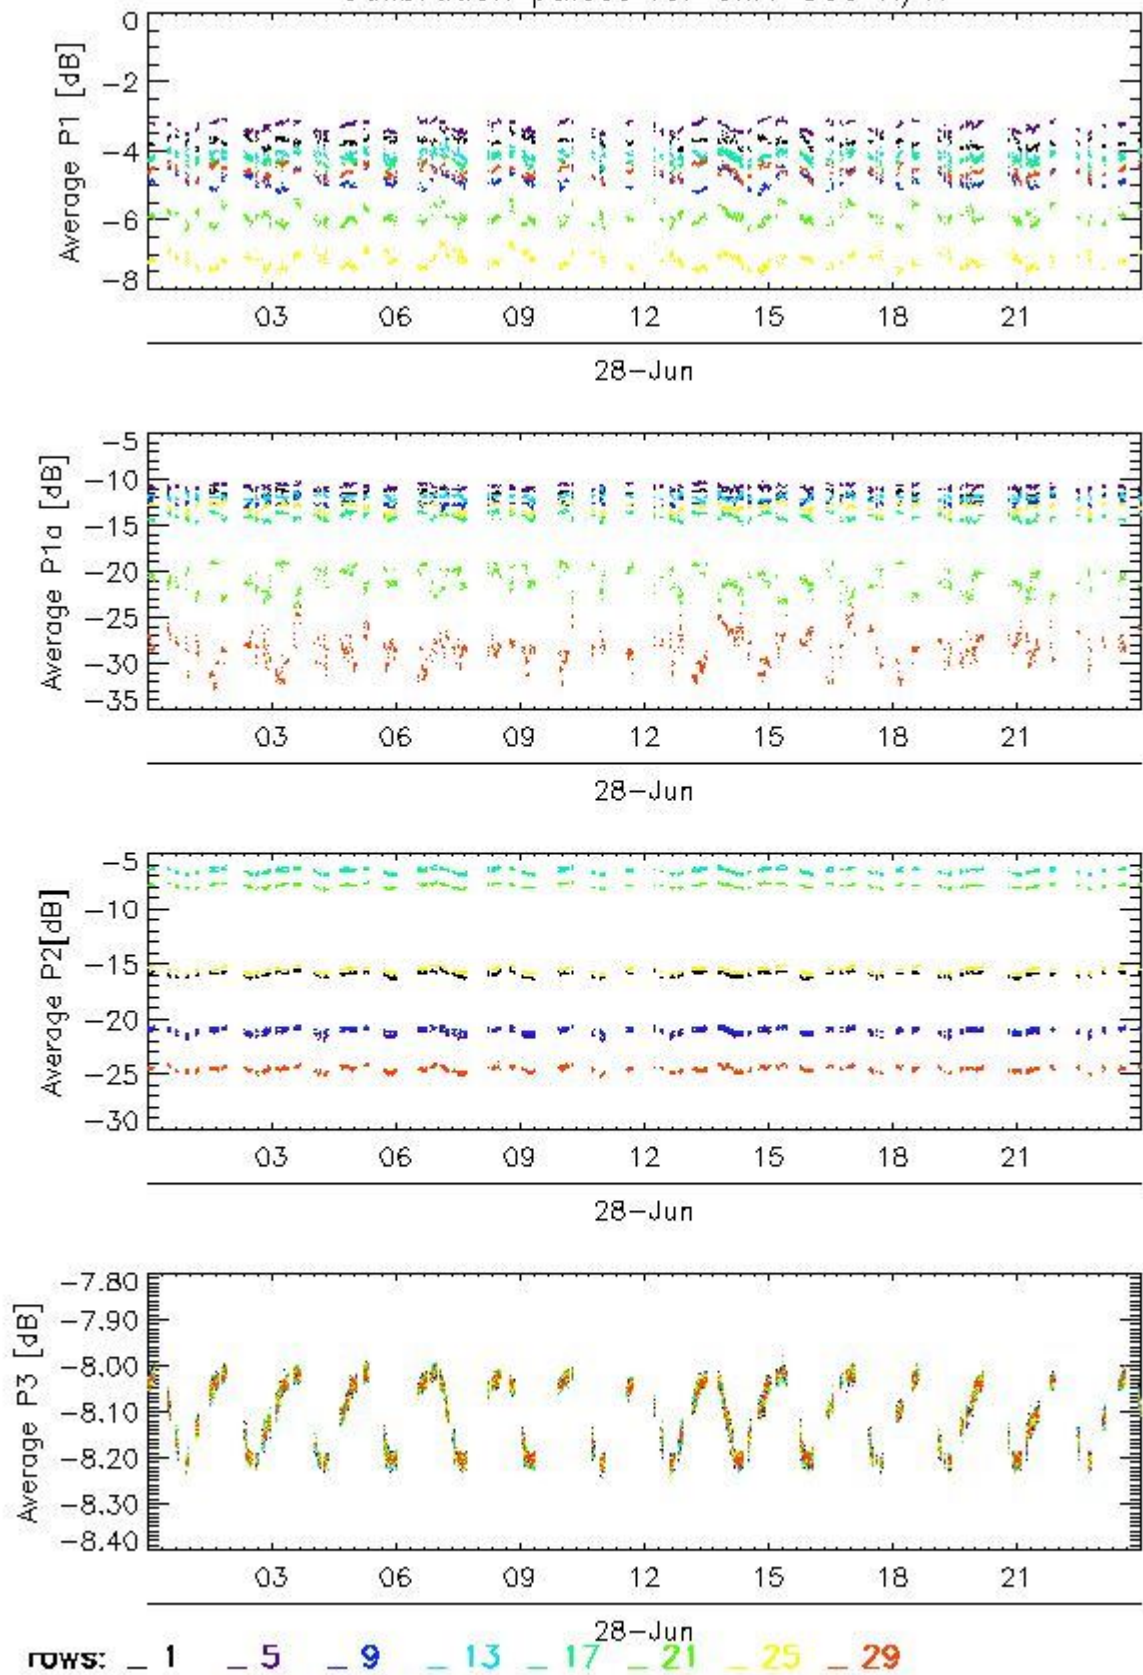 0
-2
-4
-6
-8
Average P1 [dB]
03 06 09 12 15 18 21
28-Jun
-5
-10
-15
-20
-25
-30
-35
Average P1a [dB]
03 06 09 12 15 18 21
28-Jun
-5
-10
-15
-20
-25
-30
Average P2[dB]
03 06 09 12 15 18 21
28-Jun
-7.80
-7.90
-8.00
-8.10
-8.20
-8.30
-8.40
Average P3 [dB]
03 06 09 12 15 18 21
28-Jun
rows: _ 1 _ 5 _ 9 _ 13 _ 17 _ 21 _ 25 _ 29